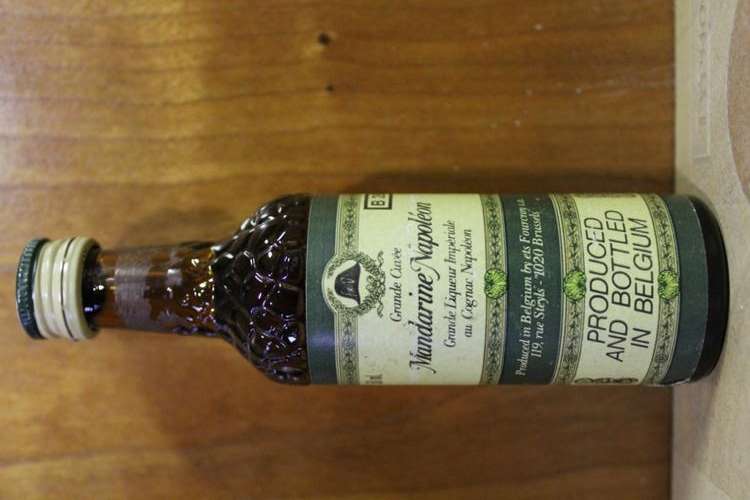 Grande Cuvée
Mandarine Napoléon
Grande Liqueur Impériale
au Cognac Napoléon
Produced in Belgium by ets Fourcroy s.a.
119, rue Steyls - 1020 Brussels
PRODUCED
AND BOTTLED
IN BELGIUM